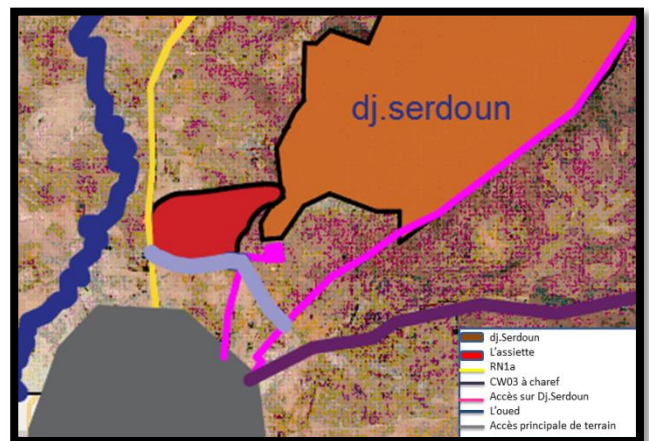 dj.serdoun
dj.Serdoun
L'assiette
RN1a
CW03 à charef
Accès sur Dj.Serdoun
L'oued
Accès principale de terrain